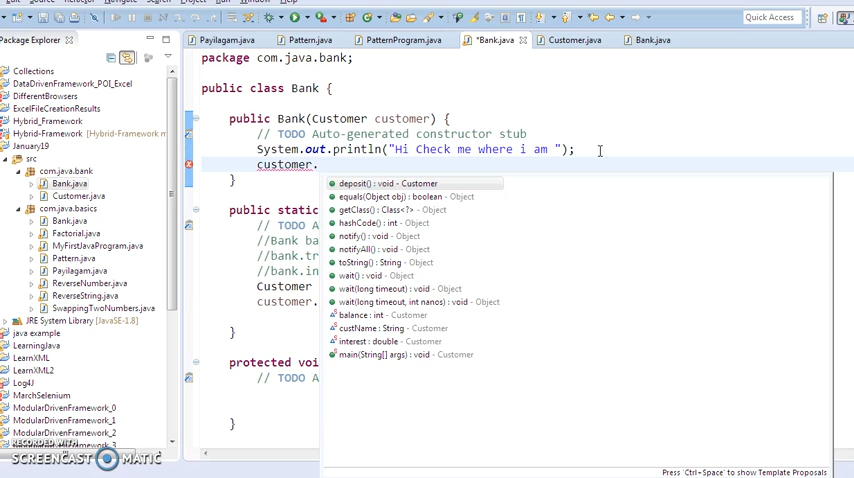 Quick Access
Package Explorer
Payilagam.java
Pattern.java
PatternProgram.java
*Bank.java
Customer.java
Bank.java
Collections
DataDrivenFramework_POI_Excel
DifferentBrowsers
ExcelFileCreationResults
Hybrid_Framework
Hybrid-Framework [Hybrid-Framework m
January19
src
com.java.bank
Bank.java
Customer.java
com.java.basics
Bank.java
Factorial.java
MyFirstJavaProgram.java
Pattern.java
Payilagam.java
ReverseNumber.java
ReverseString.java
SwappingTwoNumbers.java
JRE System Library [JavaSE-1.8]
java example
LearningJava
LearnXML
LearnXML2
Log4J
MarchSelenium
ModularDrivenFramework_0
ModularDrivenFramework_1
ModularDrivenFramework_2
RECORDED WITH
SCREENCAST MATIC
package com.java.bank;
public class Bank {
public Bank(Customer customer) {
// TODO Auto-generated constructor stub
System.out.println("Hi Check me where i am ");
customer.
}
public static
// TODO A
//Bank ba
//bank.tr
//bank.in
Customer
customer.
}
protected voi
// TODO A
}
deposit() : void - Customer
equals(Object obj) : boolean - Object
getClass() : Class<?> - Object
hashCode() : int - Object
notify() : void - Object
notifyAll() : void - Object
toString() : String - Object
wait() : void - Object
wait(long timeout) : void - Object
wait(long timeout, int nanos) : void - Object
balance : int - Customer
custName : String - Customer
interest : double - Customer
main(String[] args) : void - Customer
Press 'Ctrl+Space' to show Template Proposals